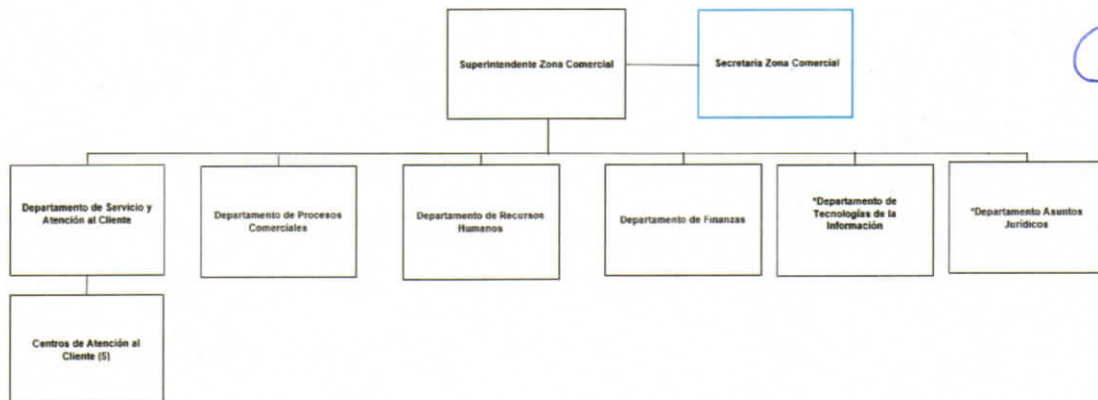 Superintendente Zona Comercial
Secretaria Zona Comercial
Departamento de Servicio y
Atención al Cliente
Departamento de Procesos
Comerciales
Departamento de Recursos
Humanos
Departamento de Finanzas
*Departamento de
Tecnologías de la
Información
*Departamento Asuntos
Jurídicos
Centros de Atención al
Cliente (5)